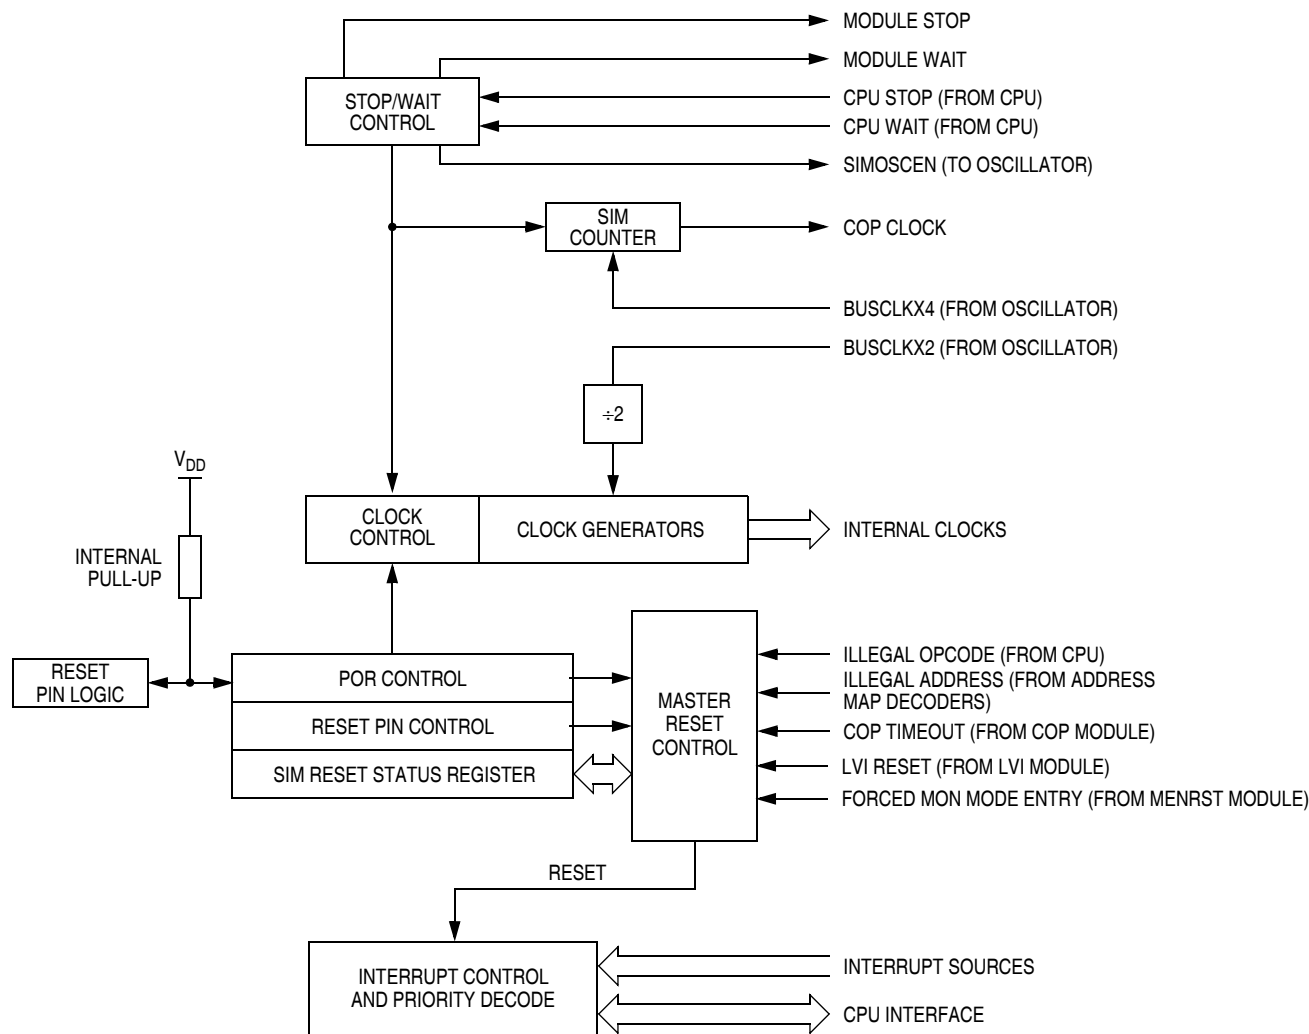 MODULE STOP
MODULE WAIT
STOP/WAIT
CONTROL
CPU STOP (FROM CPU)
CPU WAIT (FROM CPU)
SIMOSCEN (TO OSCILLATOR)
SIM
COUNTER
COP CLOCK
BUSCLKX4 (FROM OSCILLATOR)
BUSCLKX2 (FROM OSCILLATOR)
÷2
VDD
CLOCK
CONTROL
CLOCK GENERATORS
INTERNAL CLOCKS
INTERNAL
PULL-UP
RESET
PIN LOGIC
POR CONTROL
RESET PIN CONTROL
SIM RESET STATUS REGISTER
MASTER
RESET
CONTROL
ILLEGAL OPCODE (FROM CPU)
ILLEGAL ADDRESS (FROM ADDRESS
MAP DECODERS)
COP TIMEOUT (FROM COP MODULE)
LVI RESET (FROM LVI MODULE)
FORCED MON MODE ENTRY (FROM MENRST MODULE)
RESET
INTERRUPT CONTROL
AND PRIORITY DECODE
INTERRUPT SOURCES
CPU INTERFACE